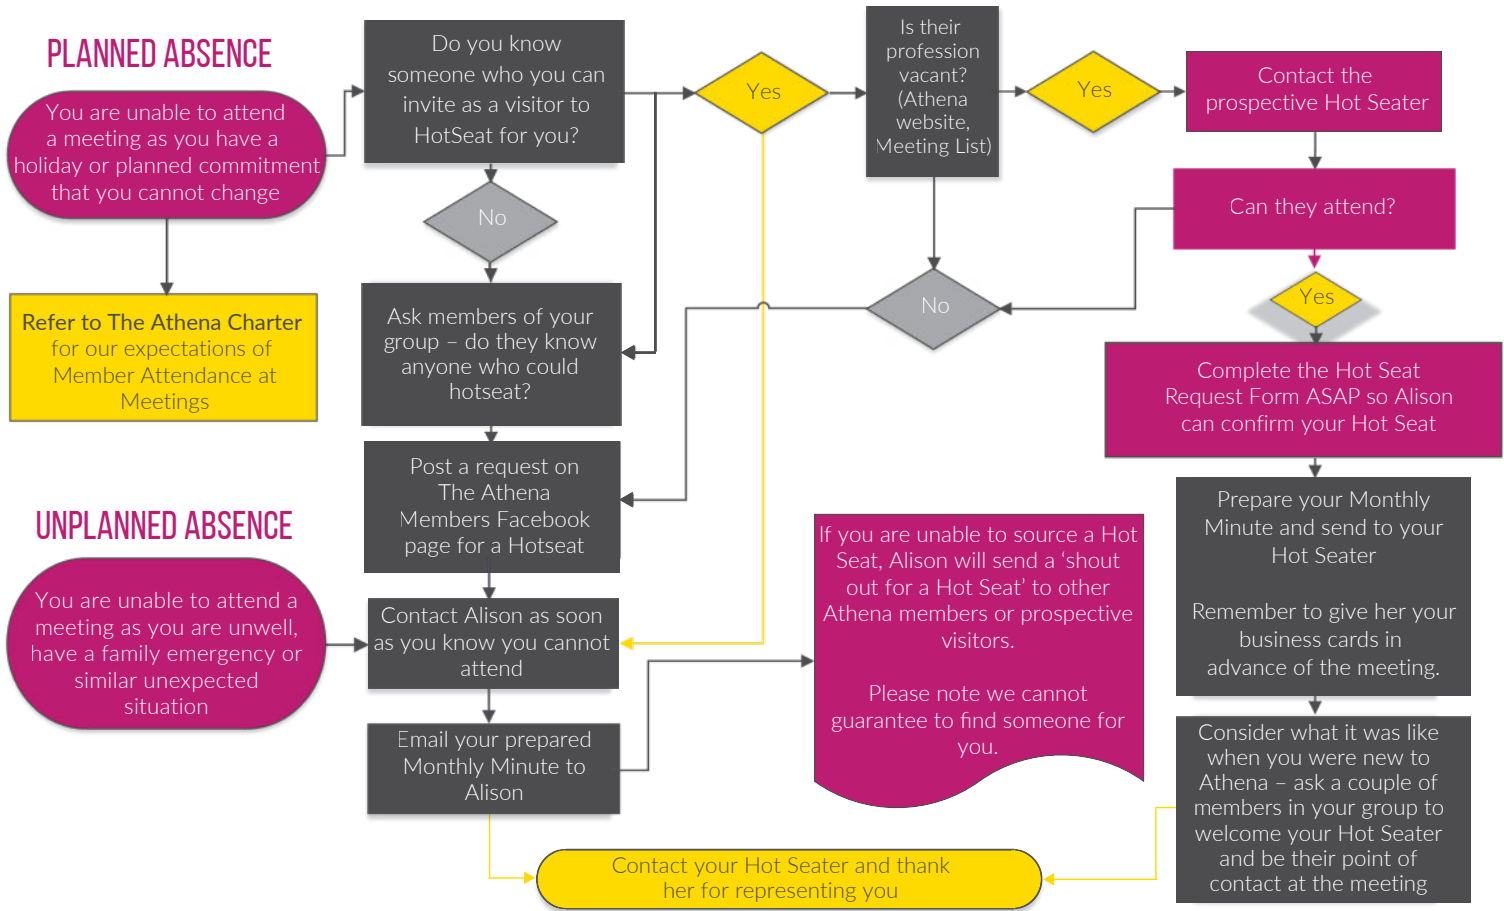 PLANNED ABSENCE
You are unable to attend
a meeting as you have a
holiday or planned commitment
that you cannot change
Refer to The Athena Charter
for our expectations of
Member Attendance at
Meetings
Do you know
someone who you can
invite as a visitor to
HotSeat for you?
No
Ask members of your
group – do they know
anyone who could
hotseat?
Post a request on
The Athena
Members Facebook
page for a Hotseat
Yes
Is their
profession
vacant?
(Athena
website,
Meeting List)
No
Yes
Contact the
prospective Hot Seater
Can they attend?
Yes
Complete the Hot Seat
Request Form ASAP so Alison
can confirm your Hot Seat
Prepare your Monthly
Minute and send to your
Hot Seater
Remember to give her your
business cards in
advance of the meeting.
Consider what it was like
when you were new to
Athena – ask a couple of
members in your group to
welcome your Hot Seater
and be their point of
contact at the meeting
UNPLANNED ABSENCE
You are unable to attend a
meeting as you are unwell,
have a family emergency or
similar unexpected
situation
Contact Alison as soon
as you know you cannot
attend
Email your prepared
Monthly Minute to
Alison
If you are unable to source a Hot
Seat, Alison will send a ‘shout
out for a Hot Seat’ to other
Athena members or prospective
visitors.
Please note we cannot
guarantee to find someone for
you.
Contact your Hot Seater and thank
her for representing you